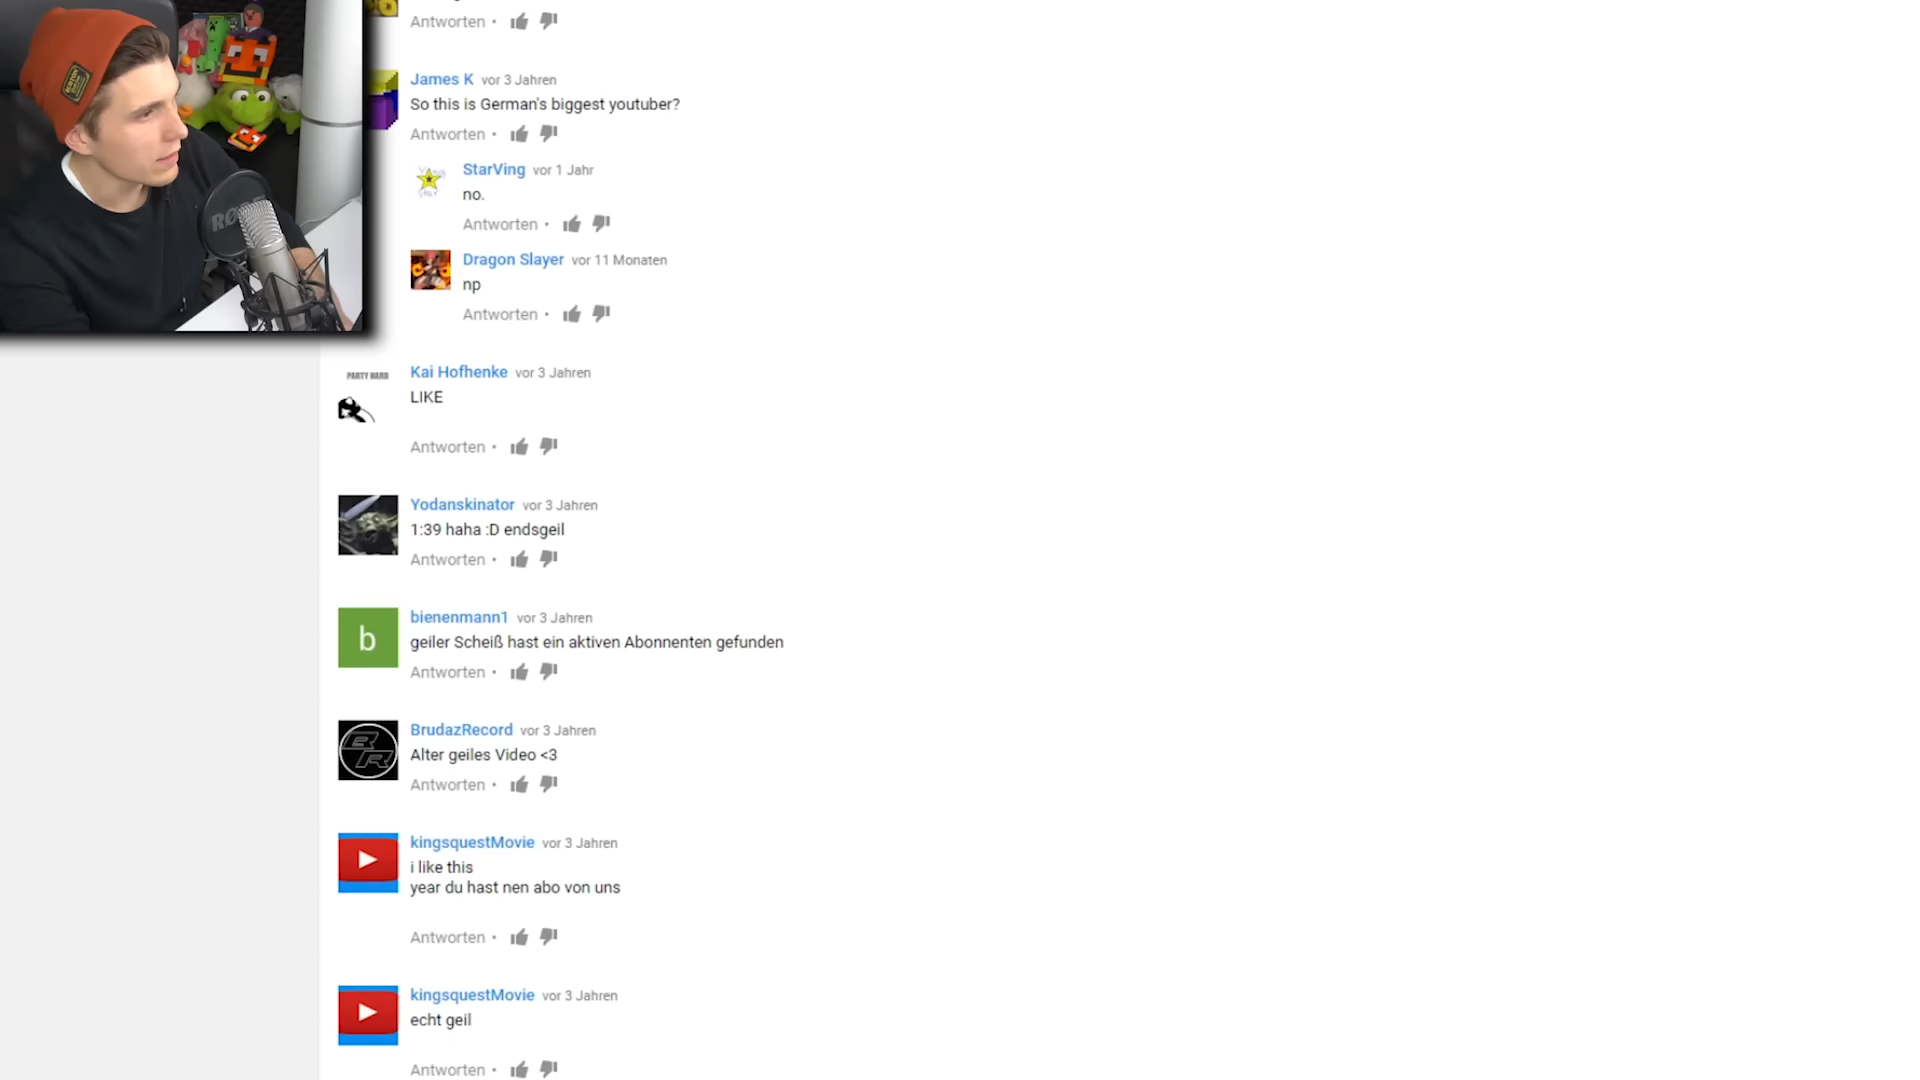 Antworten •
James K vor 3 Jahren
So this is German's biggest youtuber?
Antworten •
StarVing vor 1 Jahr
no.
Antworten •
Dragon Slayer vor 11 Monaten
np
Antworten •
PARTY HARD
Kai Hofhenke vor 3 Jahren
LIKE
Antworten •
Yodanskinator vor 3 Jahren
1:39 haha :D endsgeil
Antworten •
b
bienenmann1 vor 3 Jahren
geiler Scheiß hast ein aktiven Abonnenten gefunden
Antworten •
BR
BrudazRecord vor 3 Jahren
Alter geiles Video <3
Antworten •
kingsquestMovie vor 3 Jahren
i like this
year du hast nen abo von uns
Antworten •
kingsquestMovie vor 3 Jahren
echt geil
Antworten •
RØDE